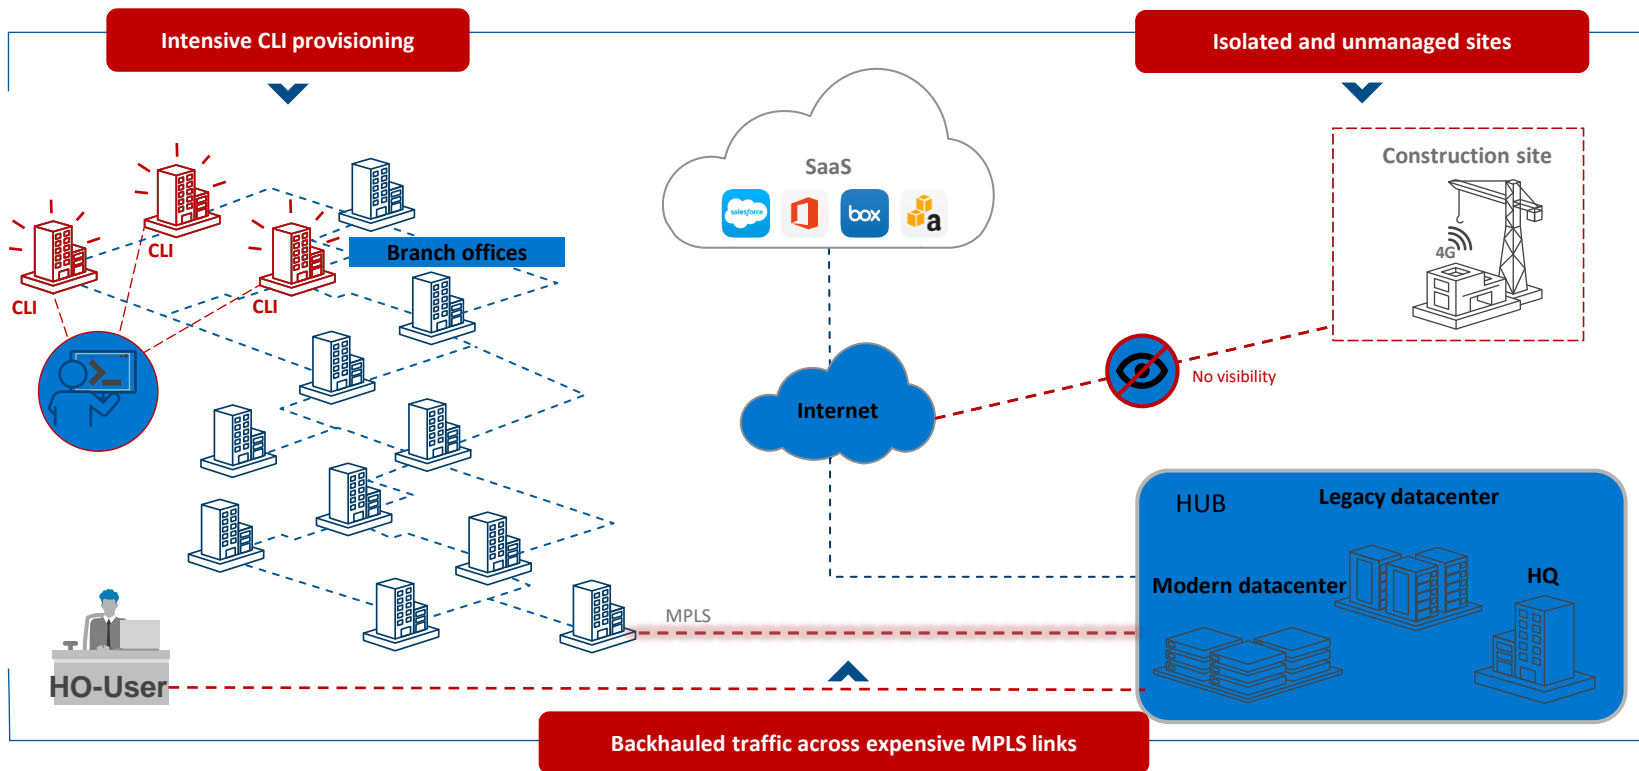 Intensive CLI provisioning
Isolated and unmanaged sites
SaaS
salesforce
box
a
Construction site
4G
CLI
Branch offices
CLI
CLI
No visibility
Internet
HUB
Legacy datacenter
Modern datacenter
HQ
MPLS
HO-User
Backhauled traffic across expensive MPLS links